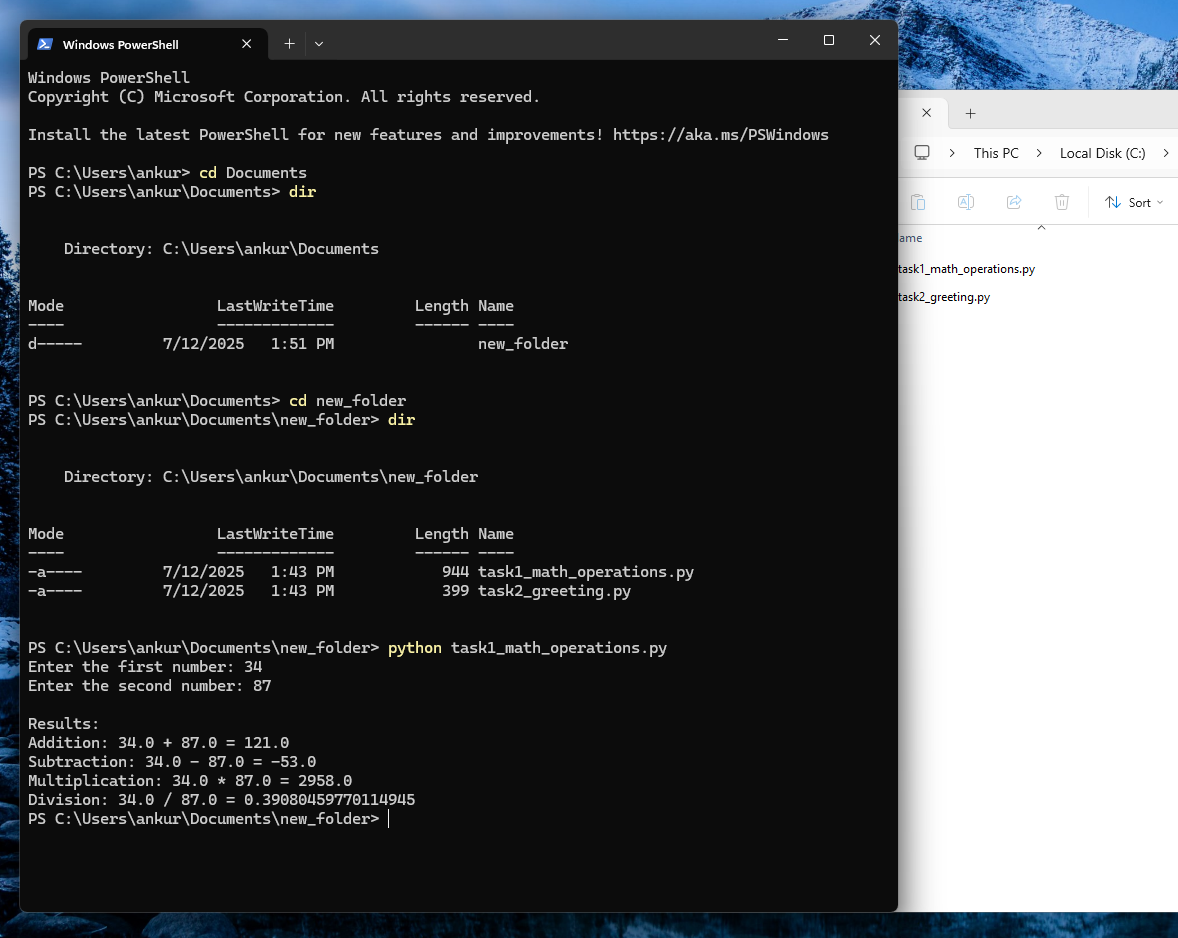 Windows PowerShell
Windows PowerShell
Copyright (C) Microsoft Corporation. All rights reserved.
Install the latest PowerShell for new features and improvements! https://aka.ms/PSWindows
PS C:\Users\ankur> cd Documents
PS C:\Users\ankur\Documents> dir
Directory: C:\Users\ankur\Documents
Mode LastWriteTime Length Name
---- ------------- ------ ----
d----- 7/12/2025 1:51 PM new_folder
PS C:\Users\ankur\Documents> cd new_folder
PS C:\Users\ankur\Documents\new_folder> dir
Directory: C:\Users\ankur\Documents\new_folder
Mode LastWriteTime Length Name
---- ------------- ------ ----
-a---- 7/12/2025 1:43 PM 944 task1_math_operations.py
-a---- 7/12/2025 1:43 PM 399 task2_greeting.py
PS C:\Users\ankur\Documents\new_folder> python task1_math_operations.py
Enter the first number: 34
Enter the second number: 87
Results:
Addition: 34.0 + 87.0 = 121.0
Subtraction: 34.0 - 87.0 = -53.0
Multiplication: 34.0 * 87.0 = 2958.0
Division: 34.0 / 87.0 = 0.39080459770114945
PS C:\Users\ankur\Documents\new_folder>
This PC > Local Disk (C:) >
Sort
ame
task1_math_operations.py
task2_greeting.py